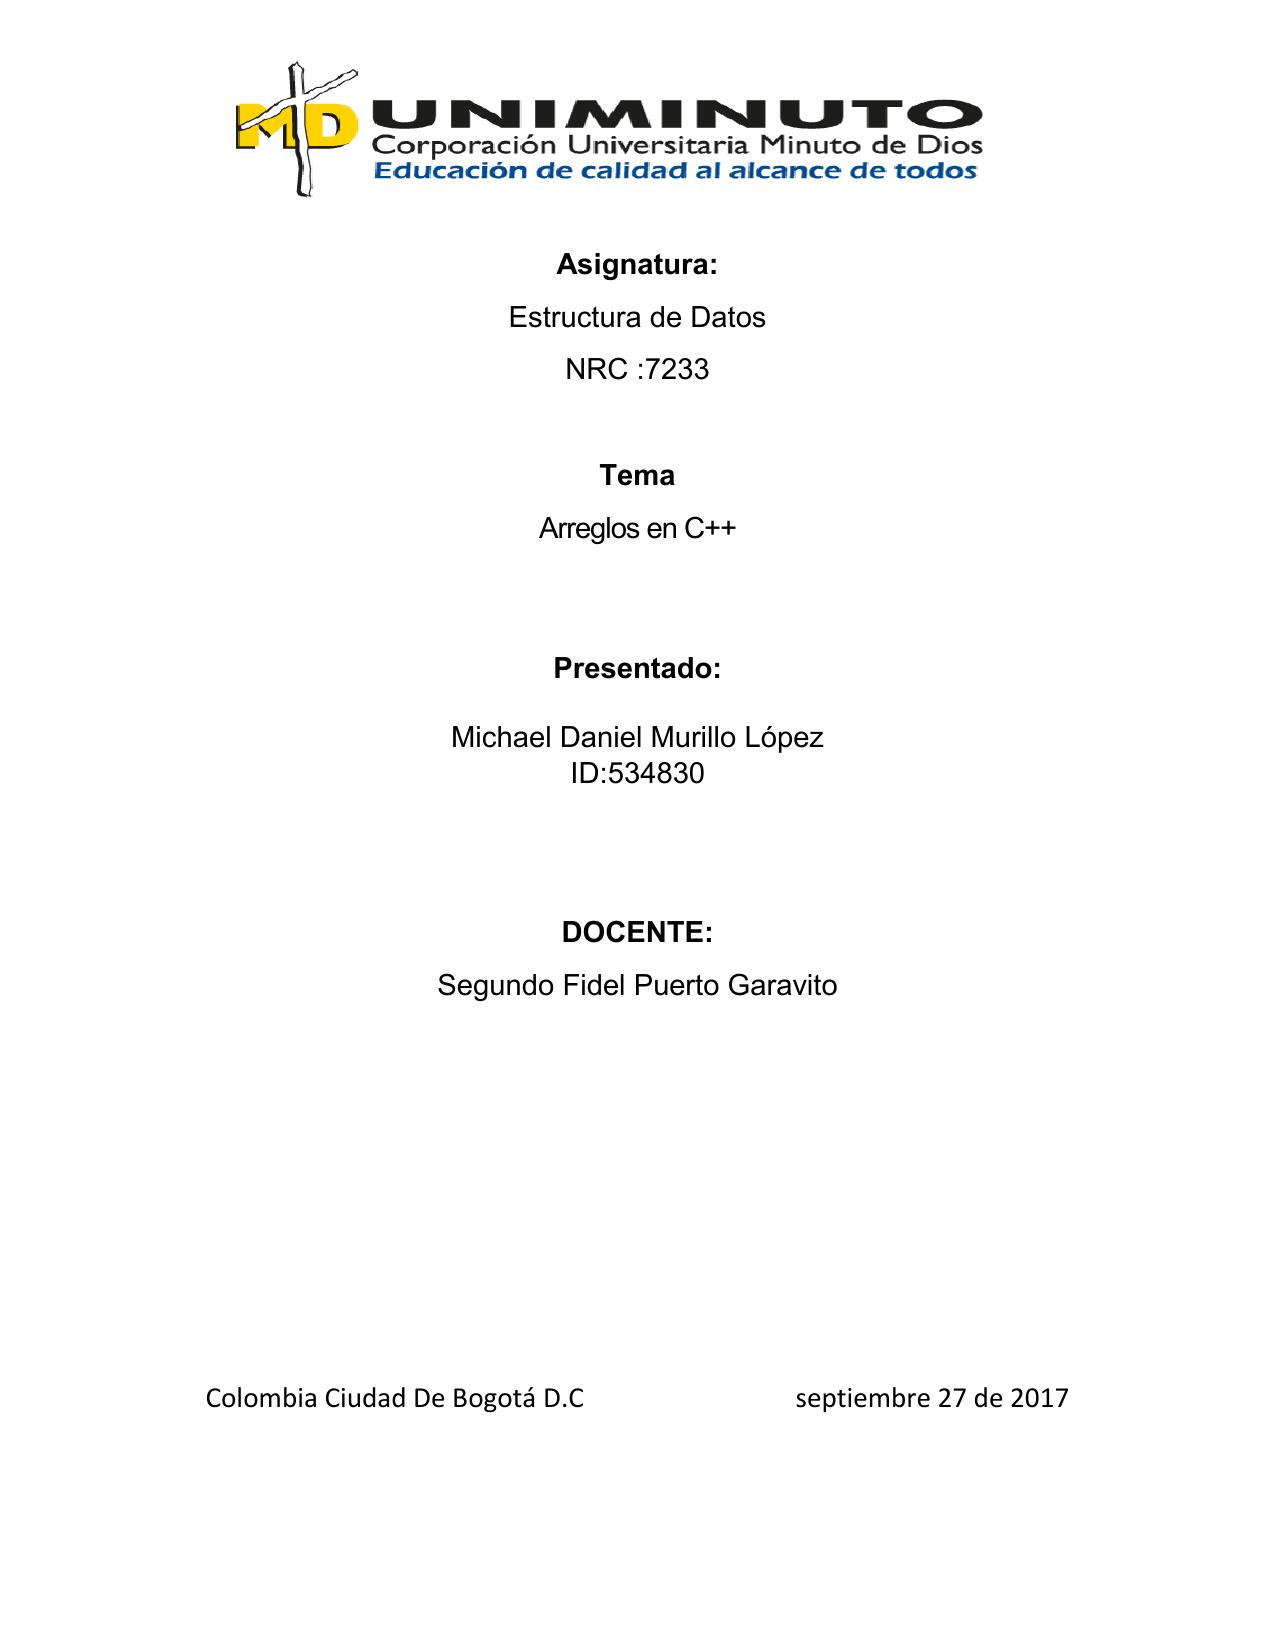 MD UNIMINUTO
Corporación Universitaria Minuto de Dios
Educación de calidad al alcance de todos
Asignatura:
Estructura de Datos
NRC :7233
Tema
Arreglos en C++
Presentado:
Michael Daniel Murillo López
ID:534830
DOCENTE:
Segundo Fidel Puerto Garavito
Colombia Ciudad De Bogotá D.C septiembre 27 de 2017